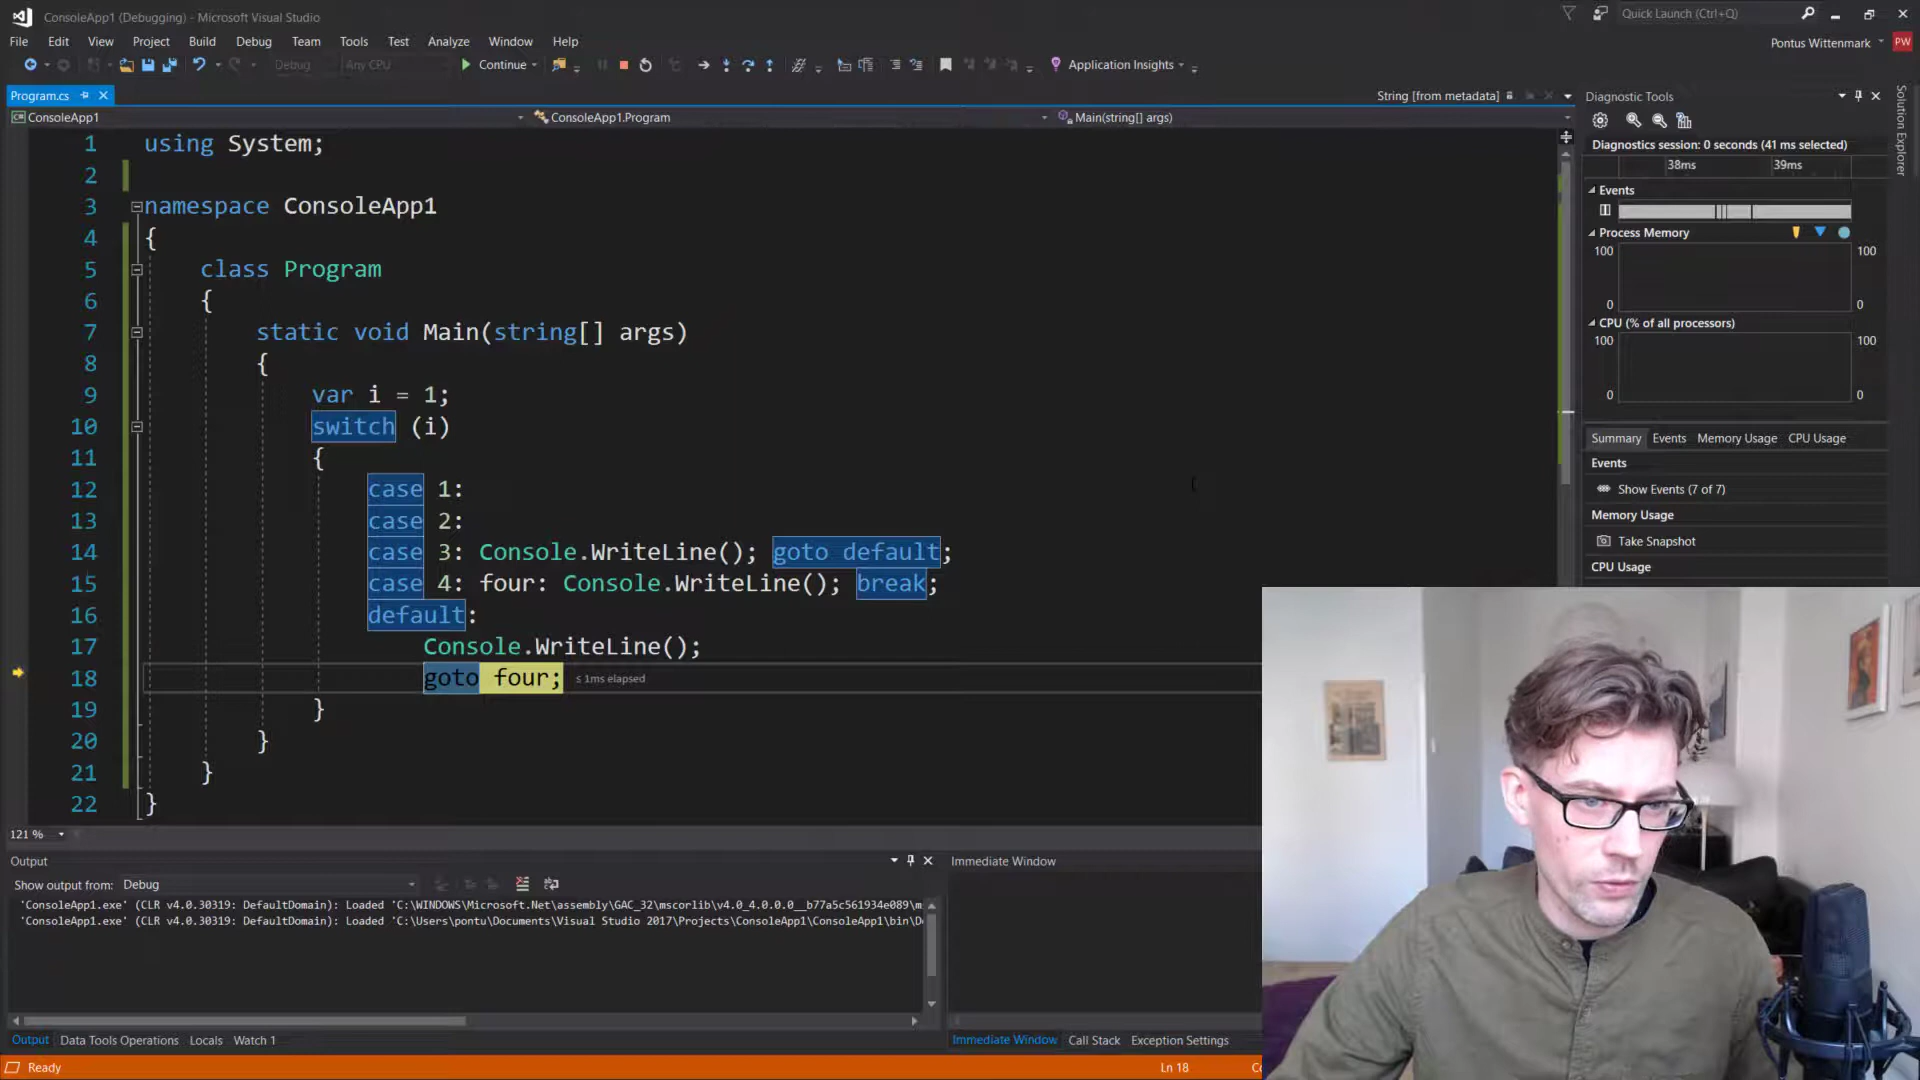 ConsoleApp1 (Debugging) - Microsoft Visual Studio
Quick Launch (Ctrl+Q)
File Edit View Project Build Debug Team Tools Test Analyze Window Help
Pontus Wittenmark PW
Debug Any CPU Continue Application Insights
Program.cs
String [from metadata]
ConsoleApp1 ConsoleApp1.Program Main(string[] args)
1 using System;
2
3 namespace ConsoleApp1
4 {
5 class Program
6 {
7 static void Main(string[] args)
8 {
9 var i = 1;
10 switch (i)
11 {
12 case 1:
13 case 2:
14 case 3: Console.WriteLine(); goto default;
15 case 4: four: Console.WriteLine(); break;
16 default:
17 Console.WriteLine();
18 goto four; ≤ 1ms elapsed
19 }
20 }
21 }
22 }
121 %
Diagnostic Tools
Diagnostics session: 0 seconds (41 ms selected)
38ms 39ms
Events
Process Memory
100 100
0 0
CPU (% of all processors)
100 100
0 0
Summary Events Memory Usage CPU Usage
Events
Show Events (7 of 7)
Memory Usage
Take Snapshot
CPU Usage
Solution Explorer
Output
Show output from: Debug
'ConsoleApp1.exe' (CLR v4.0.30319: DefaultDomain): Loaded 'C:\WINDOWS\Microsoft.Net\assembly\GAC_32\mscorlib\v4.0_4.0.0.0__b77a5c561934e089\m
'ConsoleApp1.exe' (CLR v4.0.30319: DefaultDomain): Loaded 'C:\Users\pontu\Documents\Visual Studio 2017\Projects\ConsoleApp1\ConsoleApp1\bin\D
Output Data Tools Operations Locals Watch 1
Immediate Window
Immediate Window Call Stack Exception Settings
Ready
Ln 18